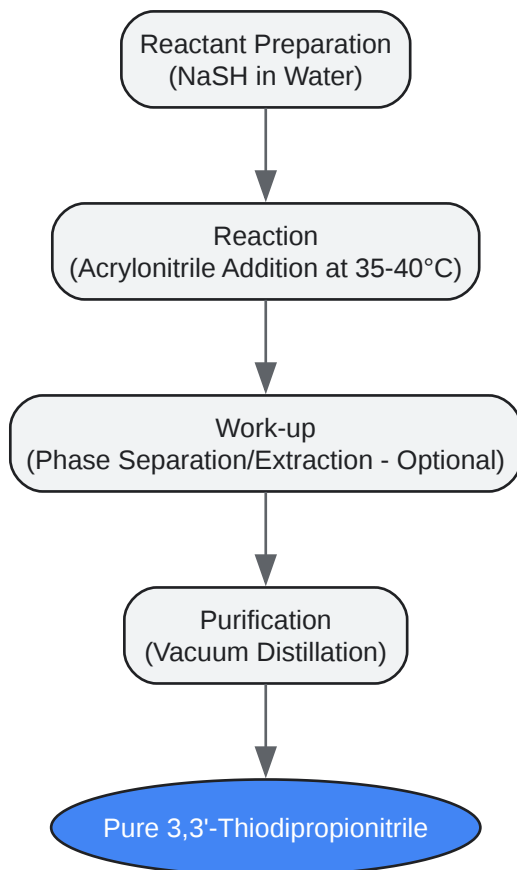 Reactant Preparation
(NaSH in Water)
Reaction
(Acrylonitrile Addition at 35-40°C)
Work-up
(Phase Separation/Extraction - Optional)
Purification
(Vacuum Distillation)
Pure 3,3'-Thiodipropionitrile